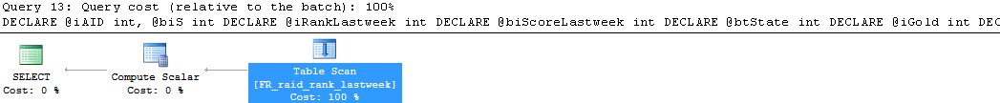 Query 13: Query cost (relative to the batch): 100%
DECLARE @iAID int, @biS int DECLARE @iRankLastweek int DECLARE @biScoreLastweek int DECLARE @btState int DECLARE @iGold int DEC
SELECT
Cost: 0 %
Compute Scalar
Cost: 0 %
Table Scan
[FR_raid_rank_lastweek]
Cost: 100 %